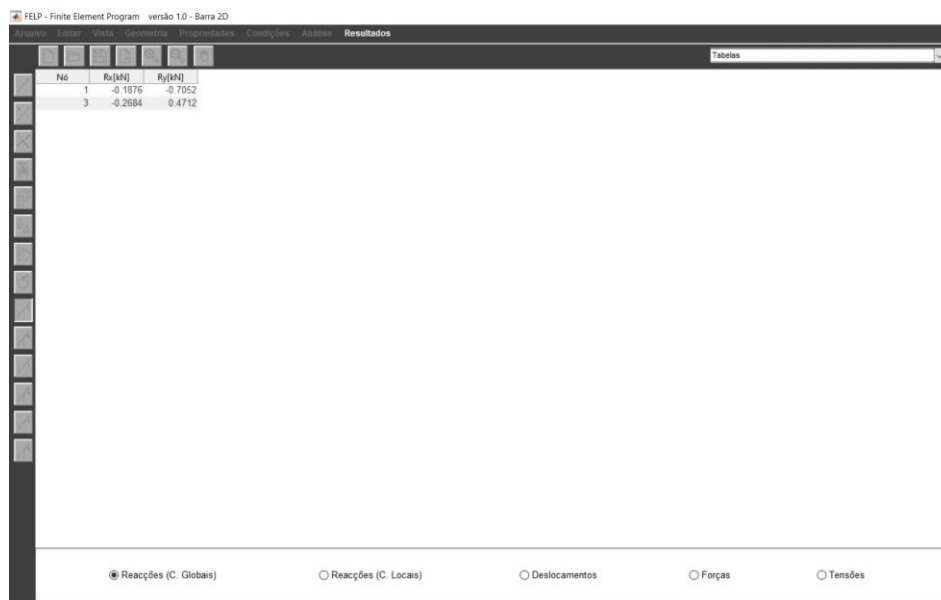 FELP - Finite Element Program versão 1.0 - Barra 2D
Arquivo Editar Vista Geometria Propriedades Condições Análise Resultados
Tabelas
Nó Rx[kN] Ry[kN]
1 -0.1876 -0.7052
3 -0.2684 0.4712
Reacções (C. Globais) Reacções (C. Locais) Deslocamentos Forças Tensões